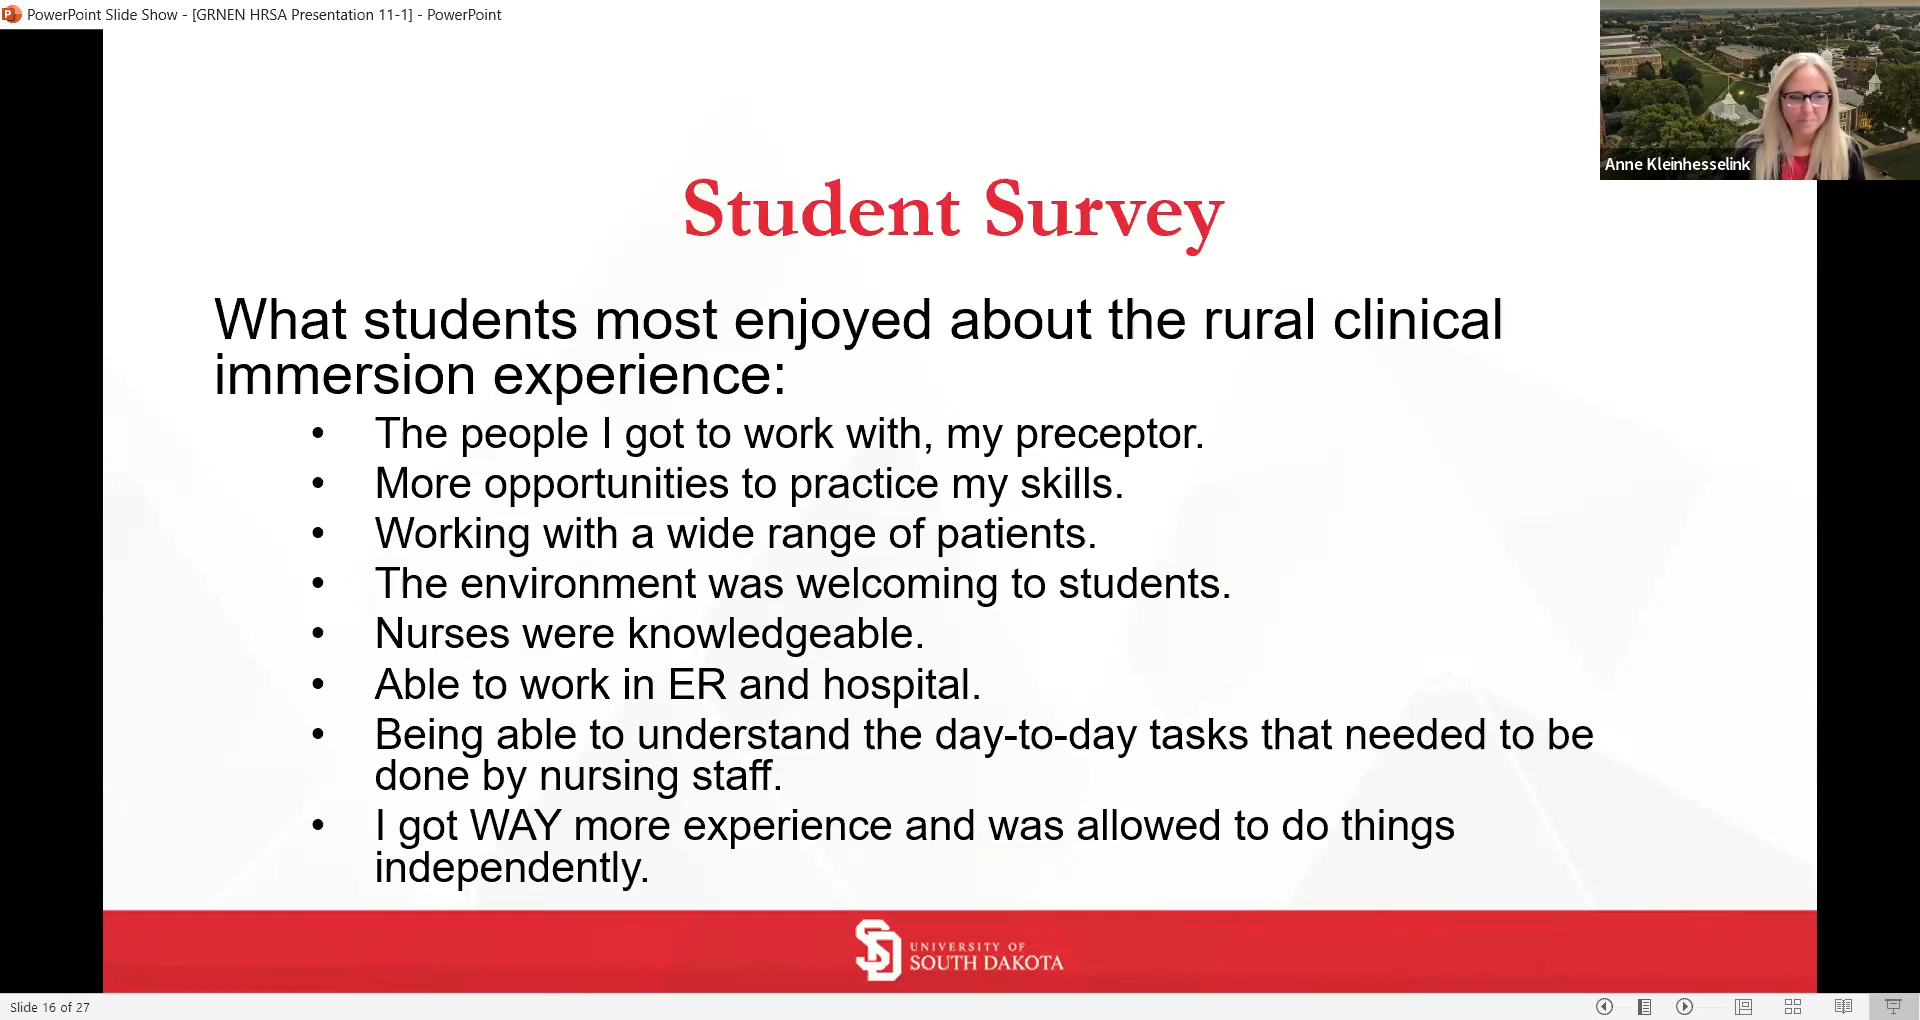 PowerPoint Slide Show - [GRNEN HRSA Presentation 11-1] - PowerPoint
Anne Kleinhesselink
Student Survey
What students most enjoyed about the rural clinical
immersion experience:
• The people I got to work with, my preceptor.
• More opportunities to practice my skills.
• Working with a wide range of patients.
• The environment was welcoming to students.
• Nurses were knowledgeable.
• Able to work in ER and hospital.
• Being able to understand the day-to-day tasks that needed to be
done by nursing staff.
• I got WAY more experience and was allowed to do things
independently.
SD
UNIVERSITY OF
SOUTH DAKOTA
Slide 16 of 27